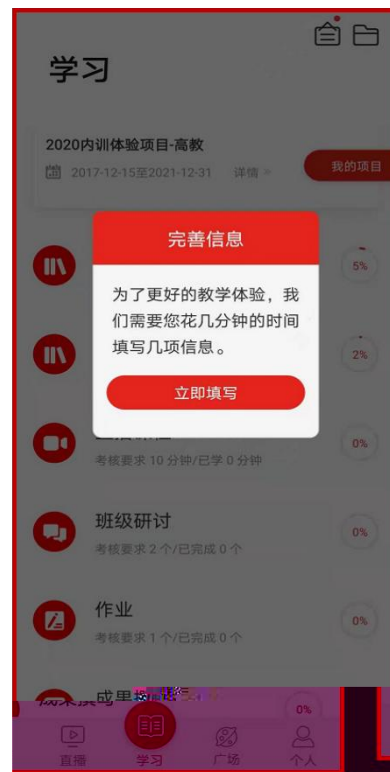 学习
2020内训体验项目-高教
2017-12-15至2021-12-31 详情
我的项目
完善信息
为了更好的教学体验，我
们需要您花几分钟的时间
填写几项信息。
立即填写
5%
2%
考核要求 10 分钟/已学 0 分钟
0%
班级研讨
考核要求 2 个/已完成 0 个
0%
作业
考核要求 1 个/已完成 0 个
0%
成果
0%
直播
学习
广场
个人